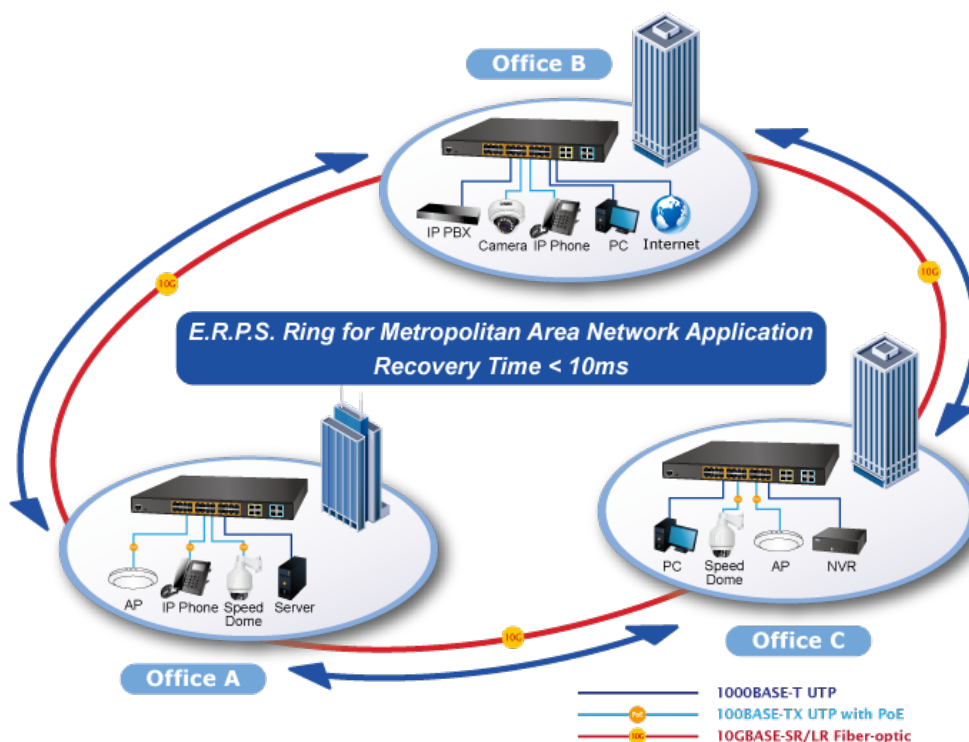 Office B
IP PBX
Camera
IP Phone
PC
Internet
10G
10G
E.R.P.S. Ring for Metropolitan Area Network Application
Recovery Time < 10ms
AP
IP Phone
Speed
Dome
Server
PC
Speed
Dome
AP
NVR
10G
Office A
Office C
1000BASE-T UTP
PoE
100BASE-TX UTP with PoE
10G
10GBASE-SR/LR Fiber-optic